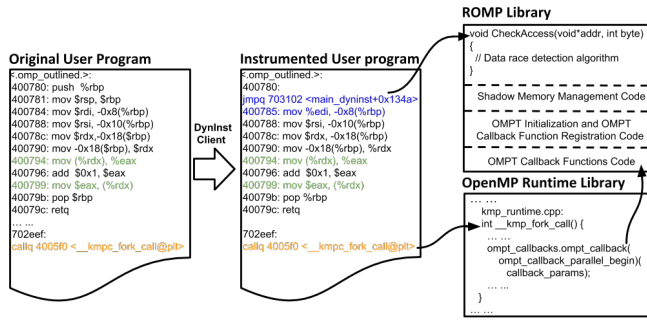 Original User Program
<.omp_outlined.>:
400780: push %rbp
400781: mov $rsp, $rbp
400784: mov $rdi, -0x8(%rbp)
400788: mov $rsi, -0x10(%rbp)
40078c: mov $rdx,-0x18($rbp)
400790: mov -0x18($rbp), $rdx
400794: mov (%rdx), %eax
400796: add $0x1, $eax
400799: mov $eax, (%rdx)
40079b: pop $rbp
40079c: retq
... ...
702eef:
callq 4005f0 <__kmpc_fork_call@plt>
DynInst
Client
Instrumented User program
<.omp_outlined.>:
400780:
jmpq 703102 <main_dyninst+0x134a>
400785: mov %edi, -0x8(%rbp)
400788: mov $rsi, -0x10(%rbp)
40078c: mov $rdx, -0x18(%rbp)
400790: mov -0x18(%rbp), %rdx
400794: mov (%rdx), %eax
400796: add $0x1, $eax
400799: mov $eax, (%rdx)
40079b: pop %rbp
40079c: retq
702eef:
callq 4005f0 <__kmpc_fork_call@plt>
ROMP Library
void CheckAccess(void*addr, int byte)
{
// Data race detection algorithm
}
Shadow Memory Management Code
OMPT Initialization and OMPT
Callback Function Registration Code
OMPT Callback Functions Code
OpenMP Runtime Library
... ...
kmp_runtime.cpp:
int __kmp_fork_call() {
... ...
ompt_callbacks.ompt_callback(
ompt_callback_parallel_begin)(
callback_params);
... ...
}
... ...